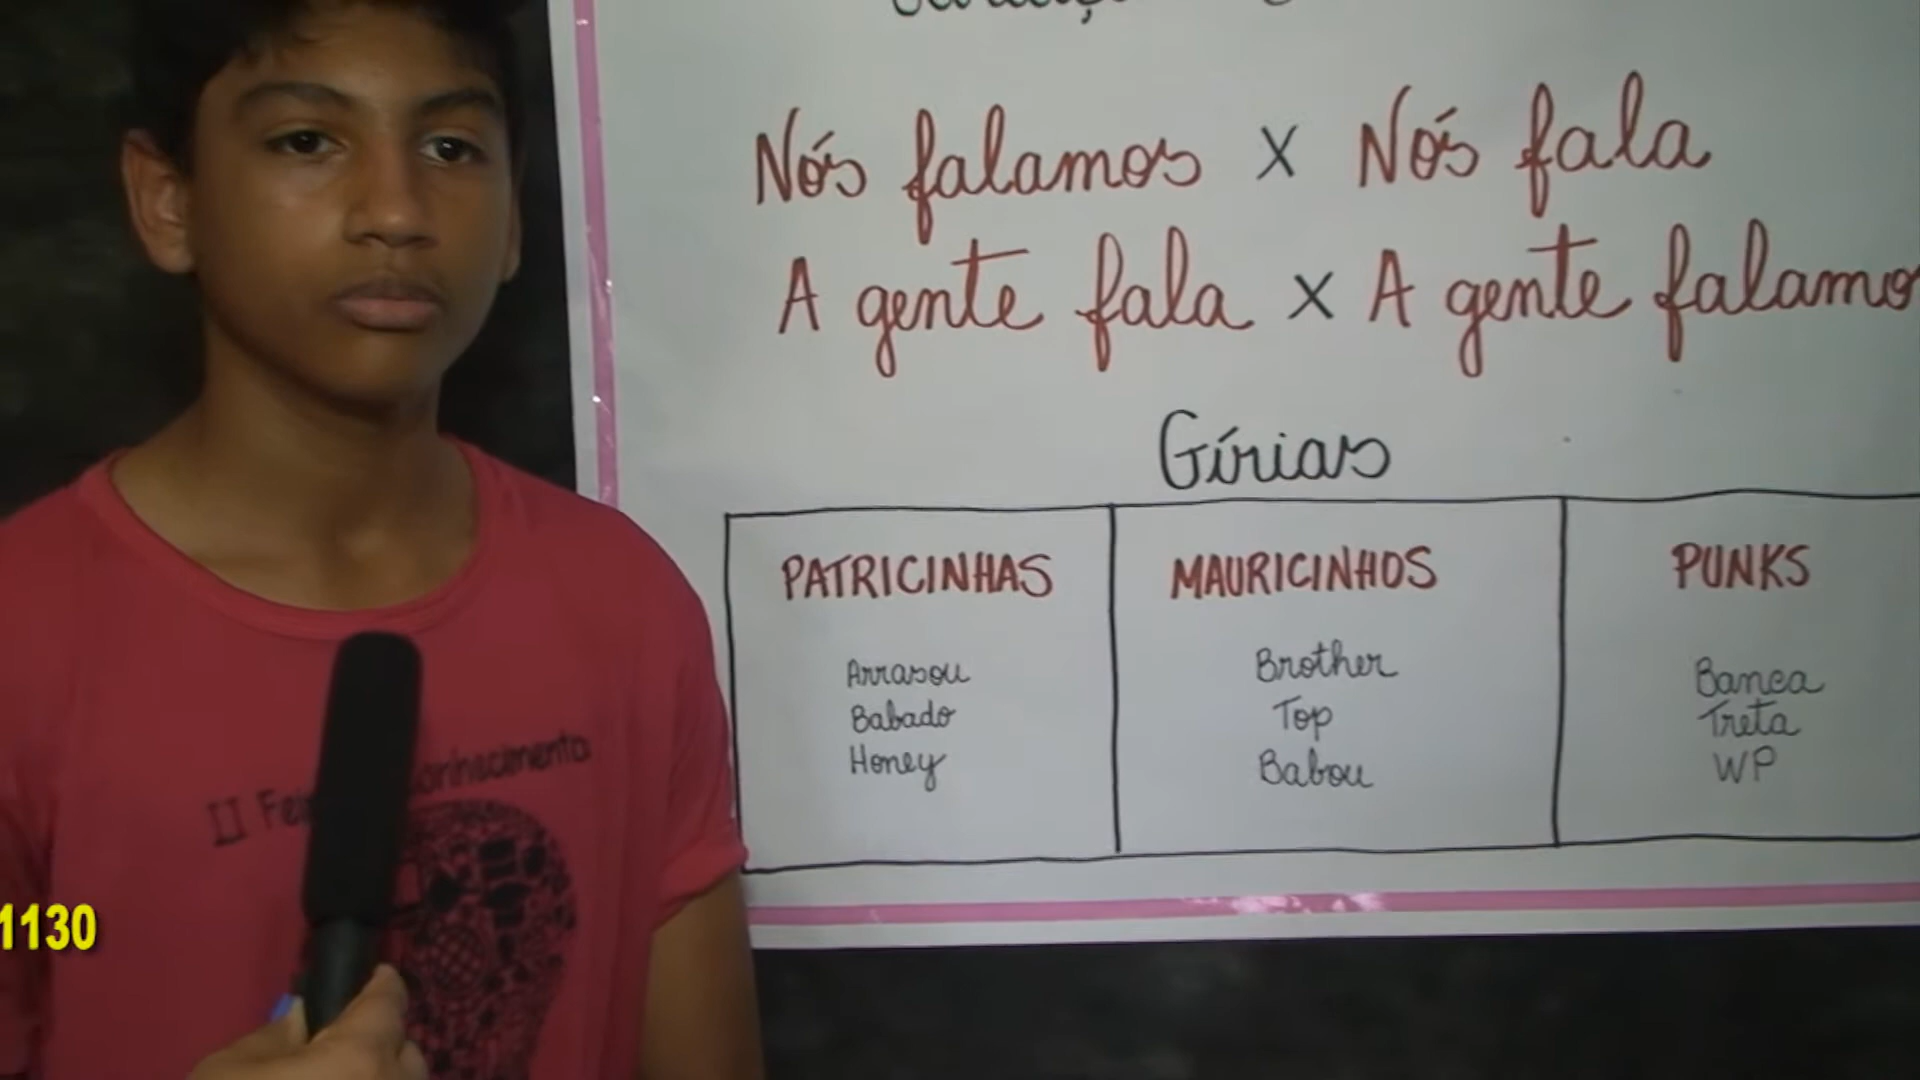 Nós falamos X Nós fala
A gente fala X A gente falamos
Gírias
PATRICINHAS
Arrasou
Babado
Honey
MAURICINHOS
Brother
Top
Babou
PUNKS
Banca
Treta
WP
II
1130